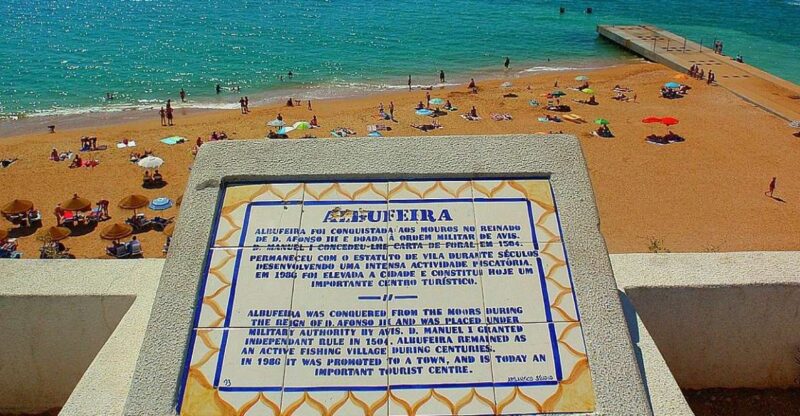 ALBUFEIRA
ALBUFEIRA FOI CONQUISTADA AOS MOUROS NO REINADO
DE D. AFONSO III E DOADA À ORDEM MILITAR DE AVIS.
D. MANUEL I CONCEDEU-LHE CARTA DE FORAL EM 1504.
PERMANECEU COM O ESTATUTO DE VILA DURANTE SÉCULOS
DESENVOLVENDO UMA INTENSA ACTIVIDADE PISCATÓRIA.
EM 1986 FOI ELEVADA A CIDADE E CONSTITUI HOJE UM
IMPORTANTE CENTRO TURÍSTICO.
ALBUFEIRA WAS CONQUERED FROM THE MOORS DURING
THE REIGN OF D. AFONSO III AND WAS PLACED UNDER
MILITARY AUTHORITY BY AVIS. D. MANUEL I GRANTED
INDEPENDENT RULE IN 1504. ALBUFEIRA REMAINED AS
AN ACTIVE FISHING VILLAGE DURING CENTURIES.
IN 1986 IT WAS PROMOTED TO A TOWN, AND IS TODAY AN
IMPORTANT TOURIST CENTRE.
93